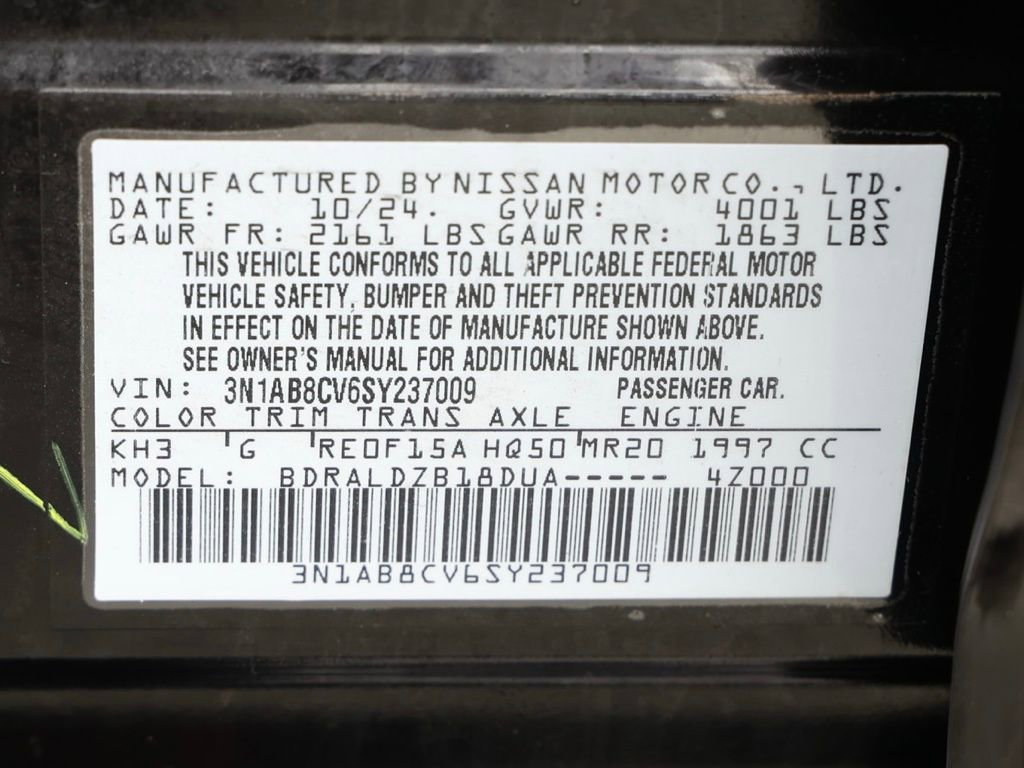 MANUFACTURED BY NISSAN MOTOR CO., LTD.
DATE: 10/24. GVWR: 4001 LBS
GAWR FR: 2161 LBS GAWR RR: 1863 LBS
THIS VEHICLE CONFORMS TO ALL APPLICABLE FEDERAL MOTOR
VEHICLE SAFETY, BUMPER AND THEFT PREVENTION STANDARDS
IN EFFECT ON THE DATE OF MANUFACTURE SHOWN ABOVE.
SEE OWNER'S MANUAL FOR ADDITIONAL INFORMATION.
VIN: 3N1AB8CV6SY237009 PASSENGER CAR.
COLOR TRIM TRANS AXLE ENGINE
KH3 'G 'RE0F15A HQ50'MR20 1997 CC
MODEL: BDRALDZB18DUA----- 4Z000
3N1AB8CV6SY237009